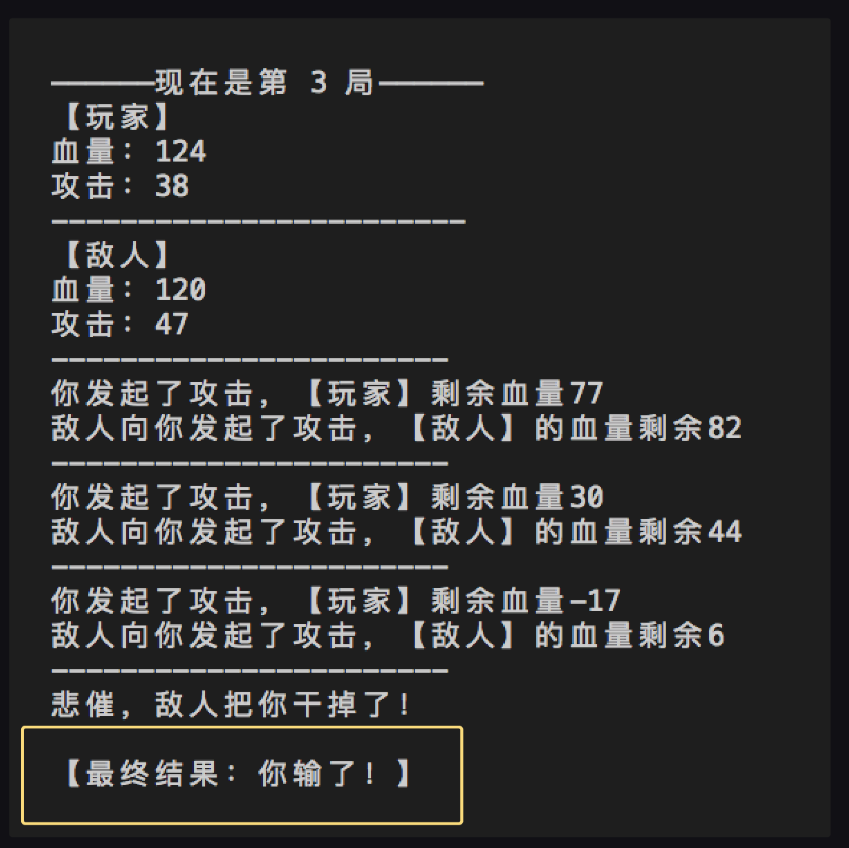 ——————现在是第 3 局——————
【玩家】
血量：124
攻击：38
————————————————————————
【敌人】
血量：120
攻击：47
———————————————————————
你发起了攻击，【玩家】剩余血量77
敌人向你发起了攻击，【敌人】的血量剩余82
———————————————————————
你发起了攻击，【玩家】剩余血量30
敌人向你发起了攻击，【敌人】的血量剩余44
———————————————————————
你发起了攻击，【玩家】剩余血量-17
敌人向你发起了攻击，【敌人】的血量剩余6
———————————————————————
悲催，敌人把你干掉了！
【最终结果：你输了！】